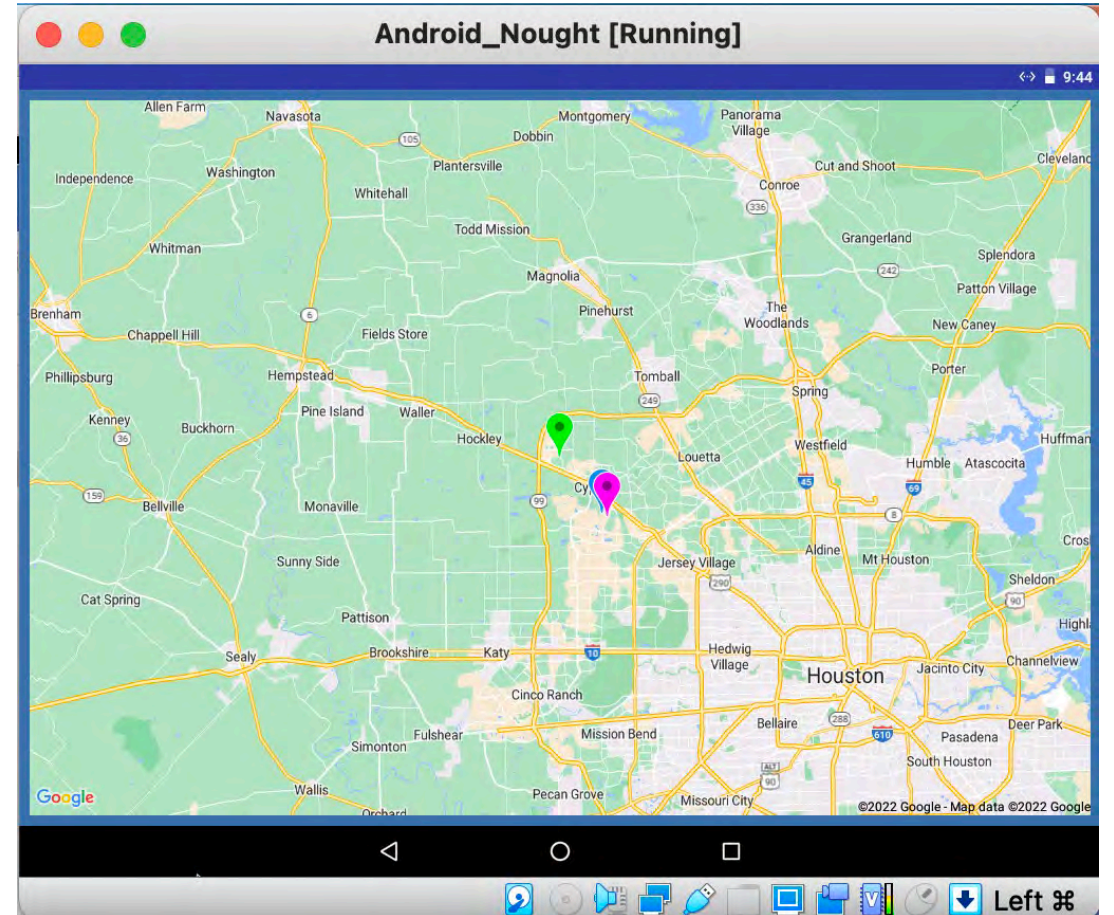 Android_Nought [Running]
9:44
Allen Farm
Navasota
Montgomery
Panorama
Village
105
Dobbin
Plantersville
Cut and Shoot
Cleveland
Independence
Washington
Whitehall
Conroe
336
Todd Mission
Grangerland
Whitman
Splendora
242
Magnolia
Patton Village
Brenham
6
Pinehurst
The
Woodlands
New Caney
Chappell Hill
Fields Store
Phillipsburg
Hempstead
Tomball
Porter
Spring
249
Kenney
Pine Island
Waller
36
Buckhorn
Hockley
Louetta
Westfield
Huffman
Humble
Atascocita
45
69
159
Bellville
Monaville
99
Cy
8
Cros
Sunny Side
Jersey Village
Aldine
Mt Houston
290
Sheldon
Cat Spring
90
Pattison
Highl
Sealy
Brookshire
Katy
10
Hedwig
Village
Houston
Jacinto City
Channelview
Cinco Ranch
Bellaire
288
610
Deer Park
Fulshear
Mission Bend
Pasadena
Simonton
South Houston
ALT
90
Wallis
Pecan Grove
Missouri City
Google
Orchard
©2022 Google - Map data ©2022 Google
V
Left ⌘